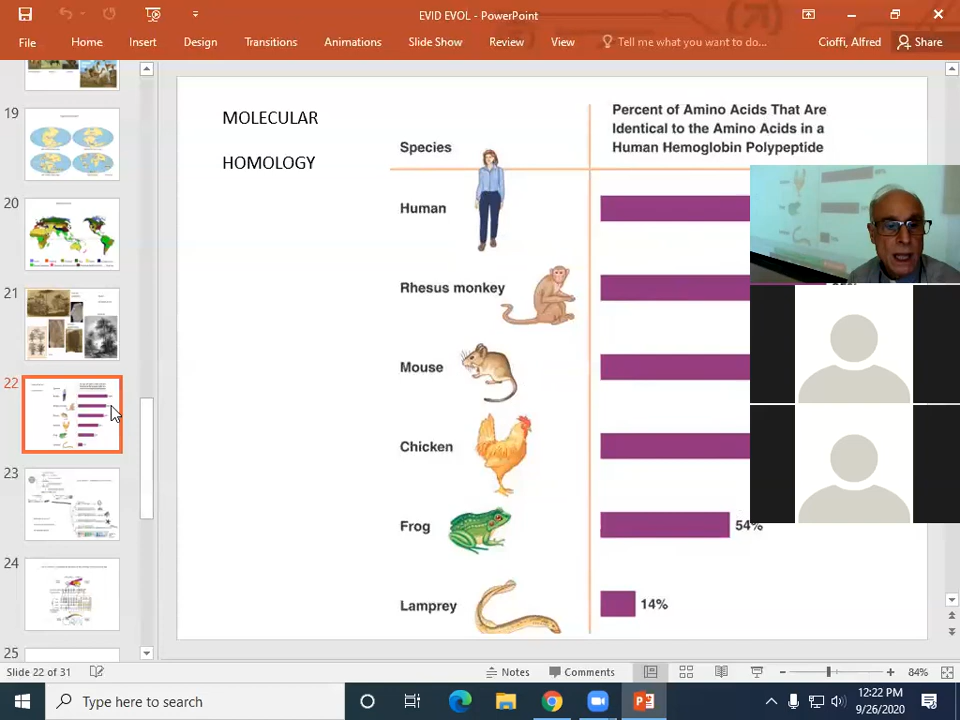 EVID EVOL - PowerPoint
File Home Insert Design Transitions Animations Slide Show Review View Tell me what you want to do... Cioffi, Alfred Share
19
20
21
22
23
24
25
MOLECULAR
HOMOLOGY
Species
Percent of Amino Acids That Are
Identical to the Amino Acids in a
Human Hemoglobin Polypeptide
Human
Rhesus monkey
Mouse
Chicken
Frog
54%
Lamprey
14%
Slide 22 of 31
Notes Comments 84%
Type here to search
12:22 PM
9/26/2020